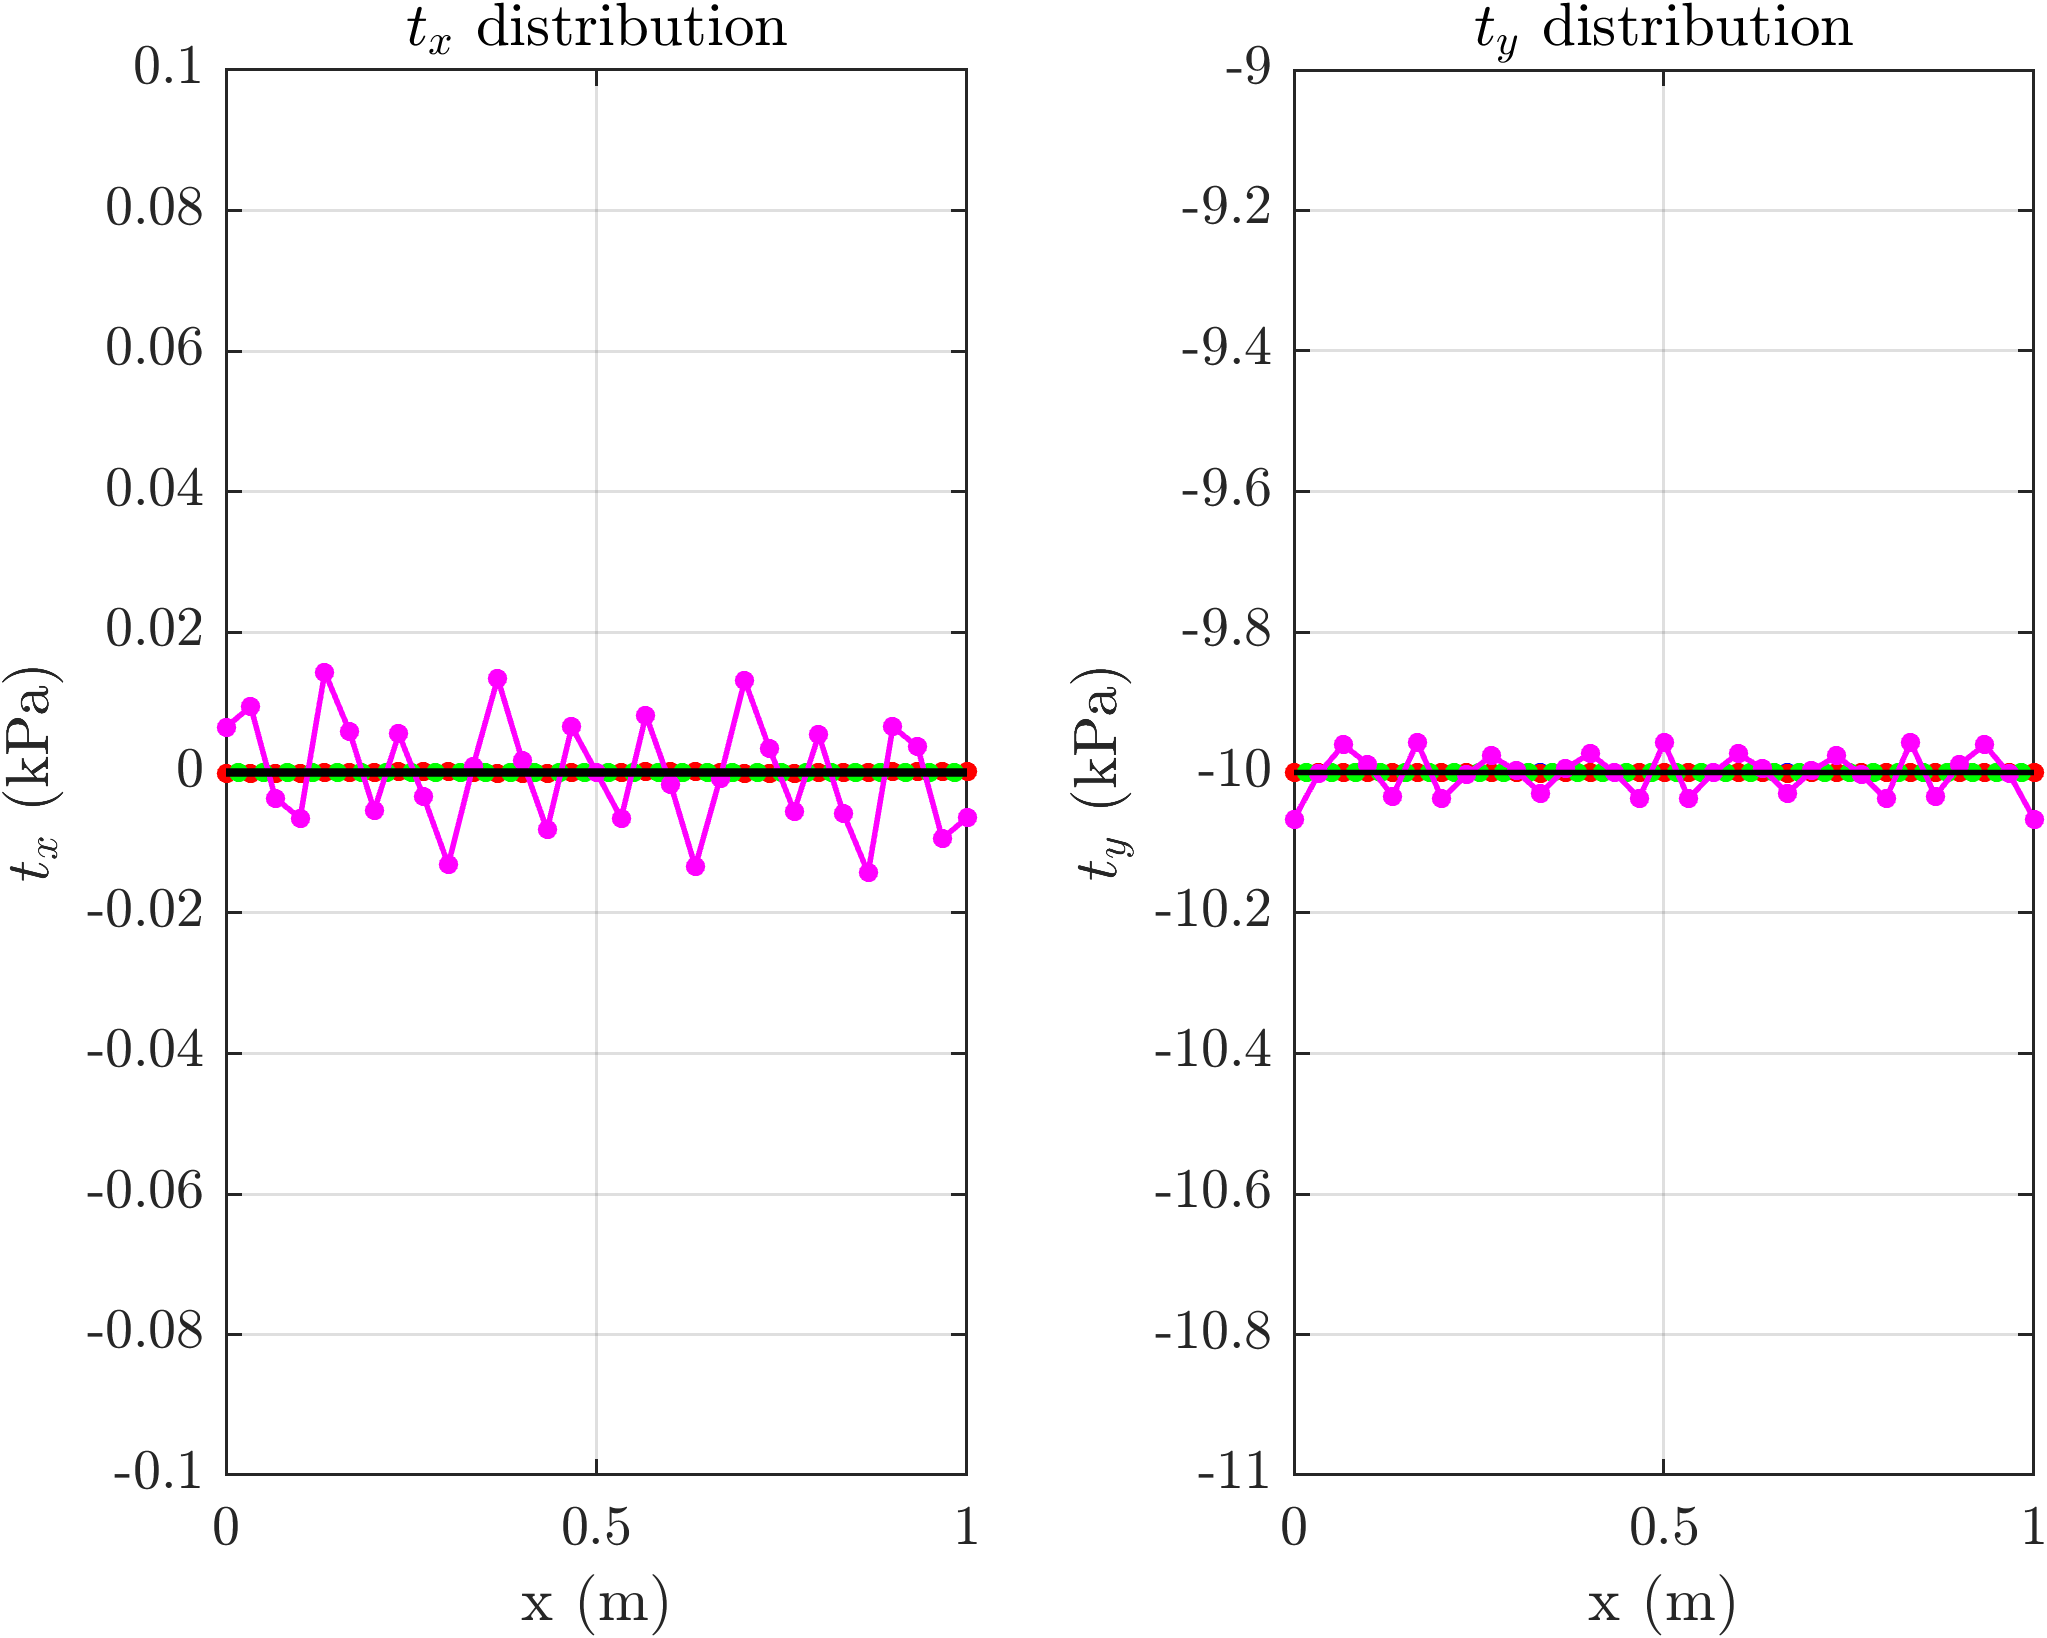 t_x distribution
0.1
0.08
0.06
0.04
0.02
0
-0.02
-0.04
-0.06
-0.08
-0.1
0 0.5 1
x (m)
t_x (kPa)
t_y distribution
-9
-9.2
-9.4
-9.6
-9.8
-10
-10.2
-10.4
-10.6
-10.8
-11
0 0.5 1
x (m)
t_y (kPa)